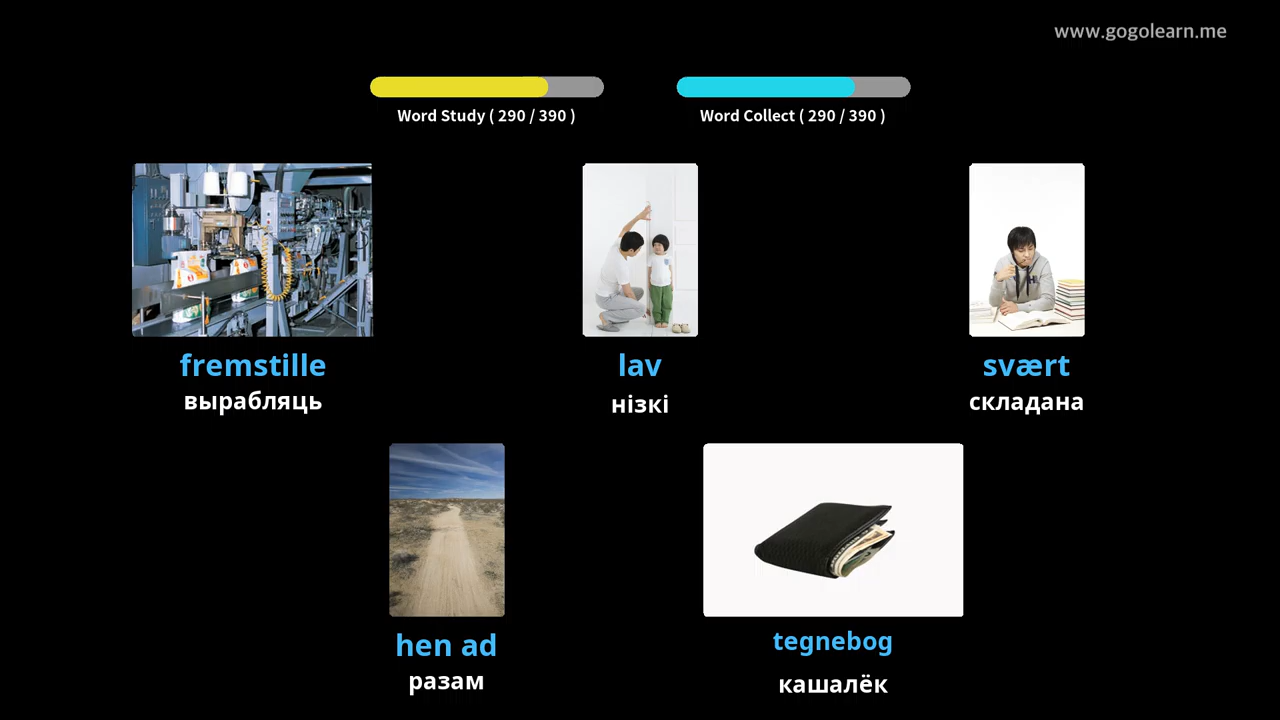 www.gogolearn.me
Word Study ( 290 / 390 )
Word Collect ( 290 / 390 )
fremstille
вырабляць
lav
нізкі
svært
складана
hen ad
разам
tegnebog
кашалёк